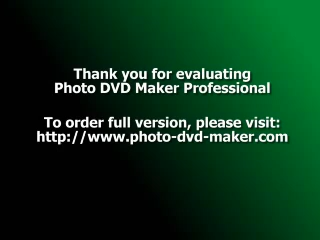 Thank you for evaluating
Photo DVD Maker Professional
To order full version, please visit:
http://www.photo-dvd-maker.com